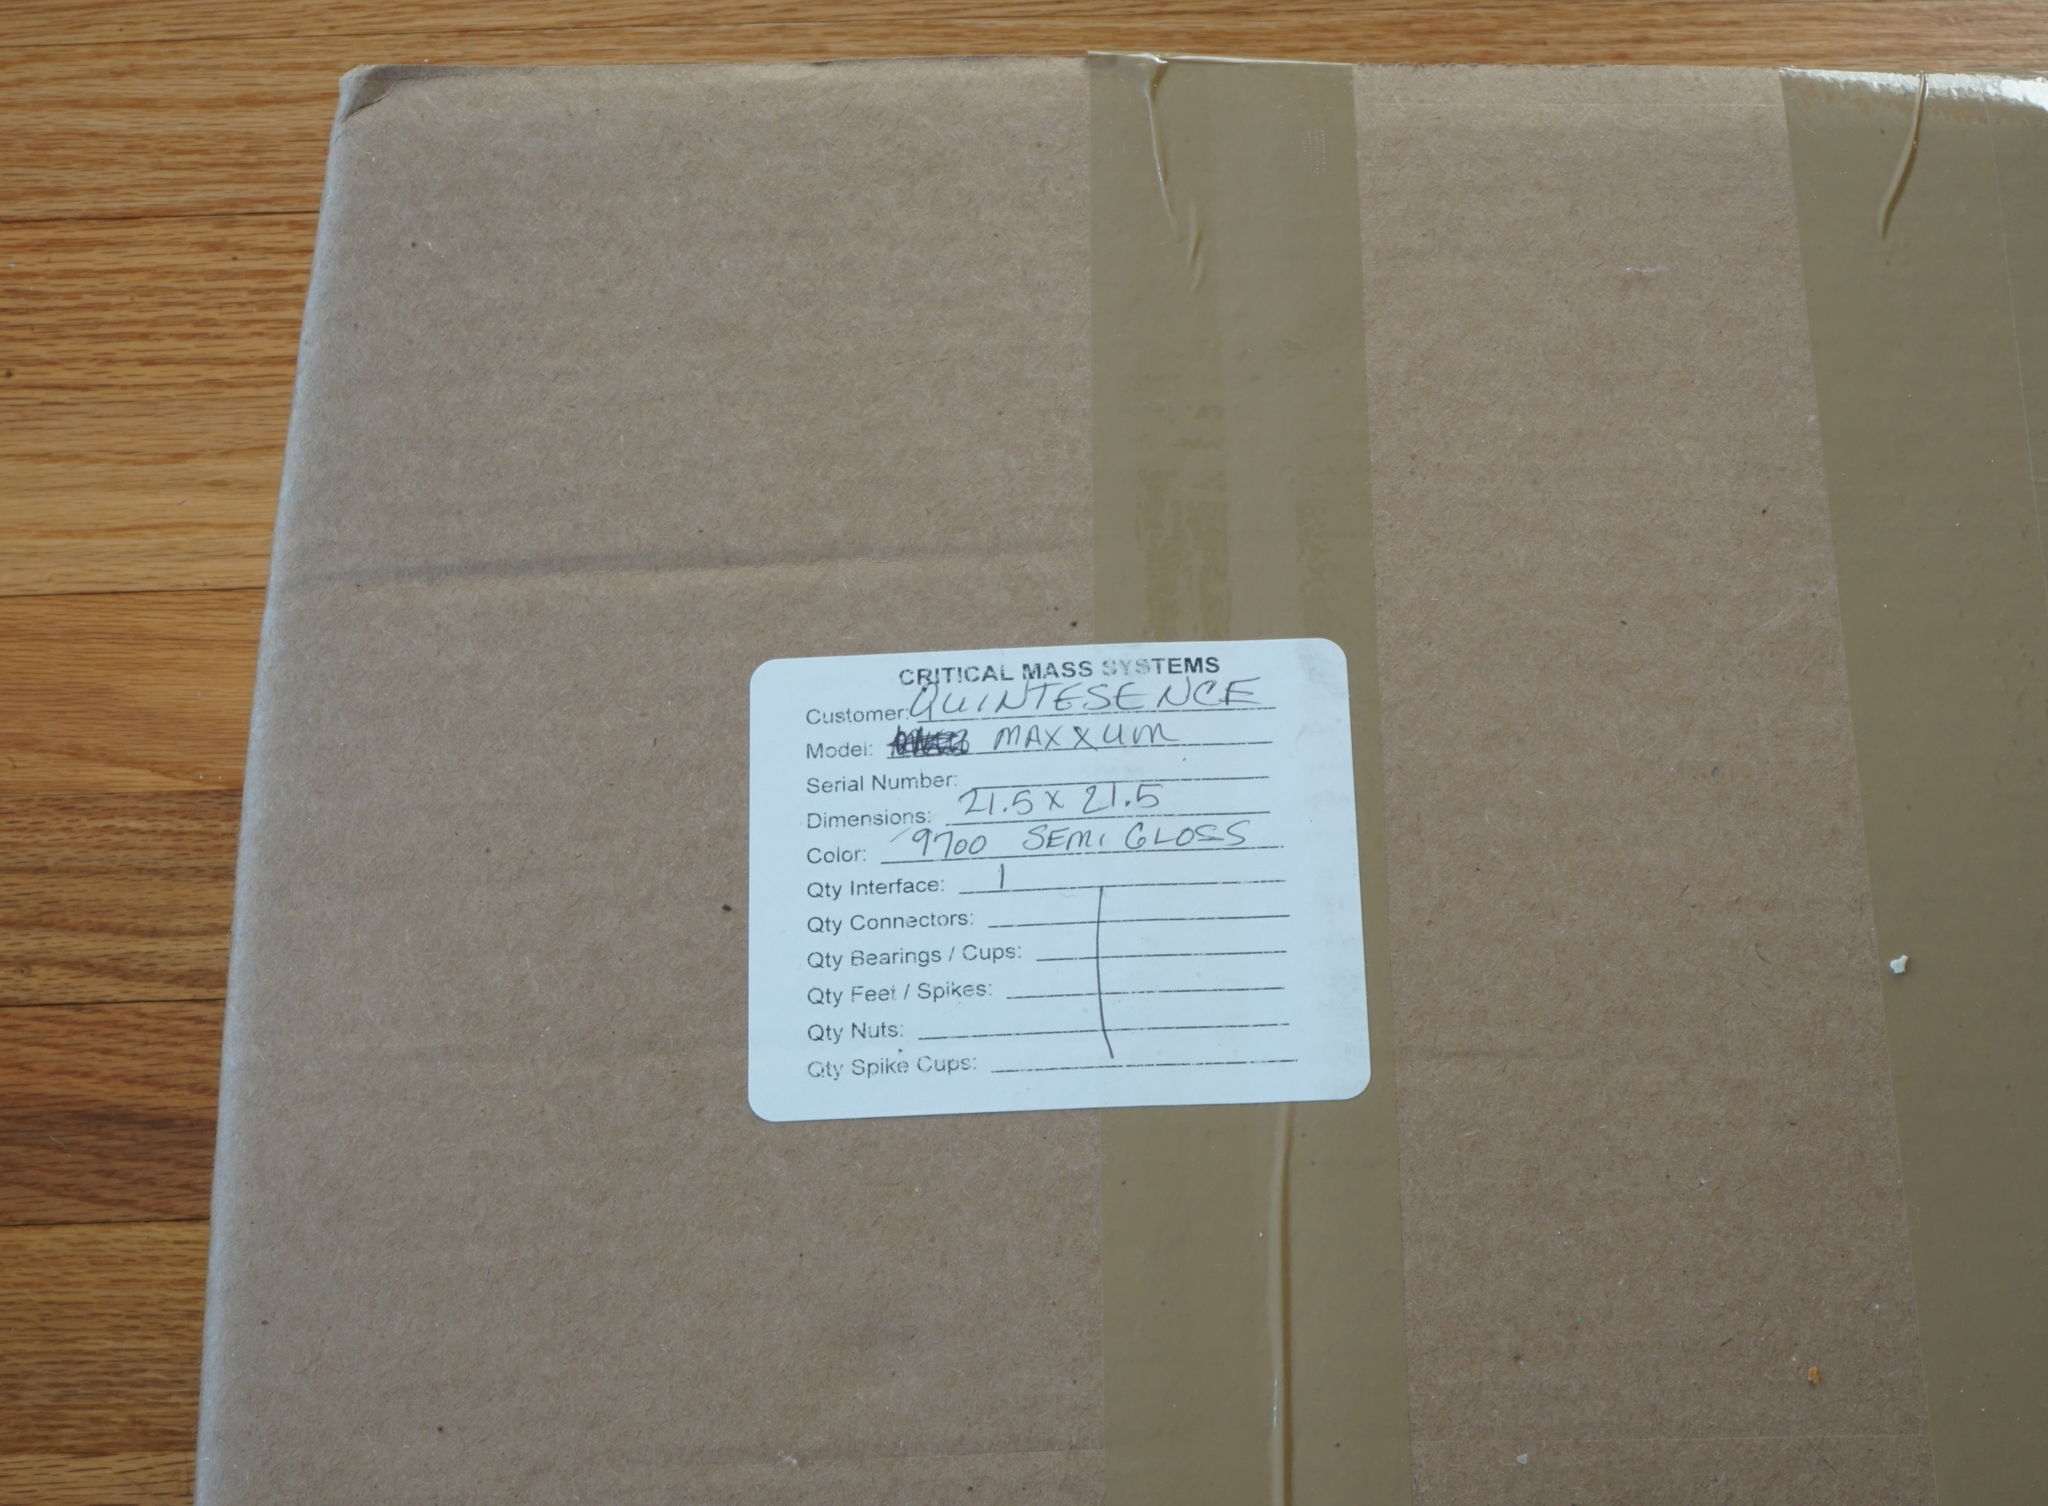 CRITICAL MASS SYSTEMS
Customer: QUINTESENCE
Model: MAXXUM
Serial Number:
Dimensions: 21.5 X 21.5
Color: 9700 SEMI GLOSS
Qty Interface: 1
Qty Connectors:
Qty Bearings / Cups:
Qty Feet / Spikes:
Qty Nuts:
Qty Spike Cups: